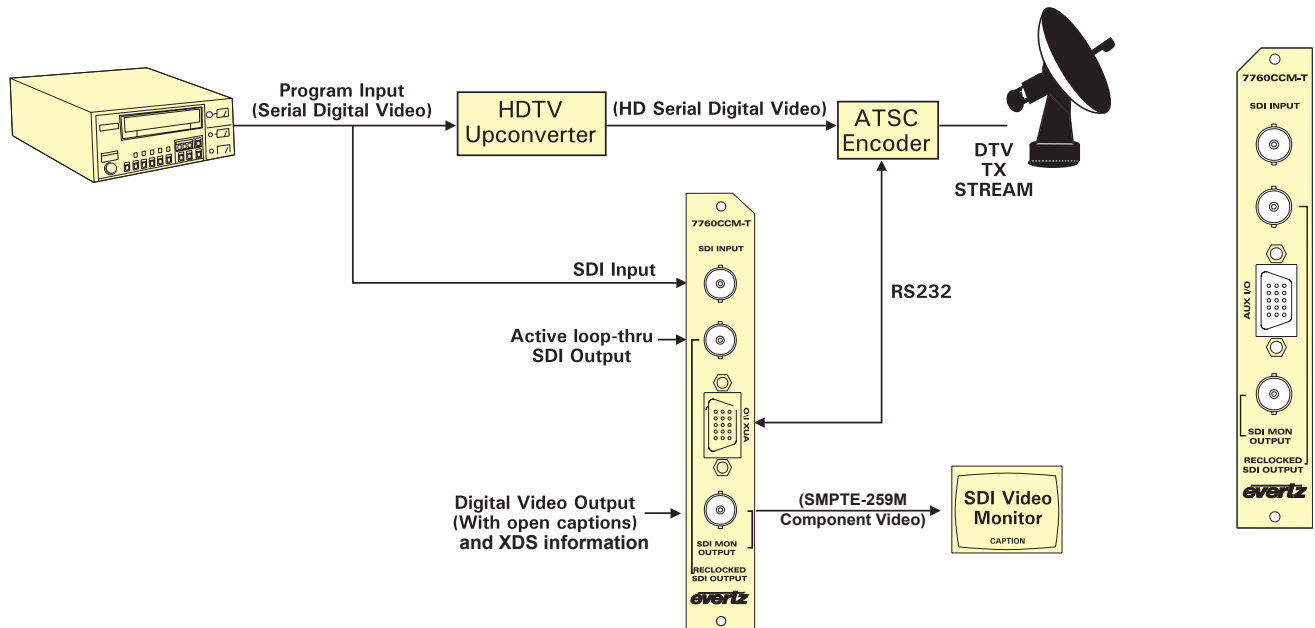 Program Input
(Serial Digital Video)
HDTV
Upconverter
(HD Serial Digital Video)
ATSC
Encoder
DTV
TX
STREAM
7760CCM-T
SDI INPUT
SDI Input
Active loop-thru
SDI Output
AUX I/O
RS232
Digital Video Output
(With open captions)
and XDS information
SDI MON
OUTPUT
RECLOCKED
SDI OUTPUT
evertz
(SMPTE-259M
Component Video)
SDI Video
Monitor
CAPTION
7760CCM-T
SDI INPUT
AUX I/O
SDI MON
OUTPUT
RECLOCKED
SDI OUTPUT
evertz